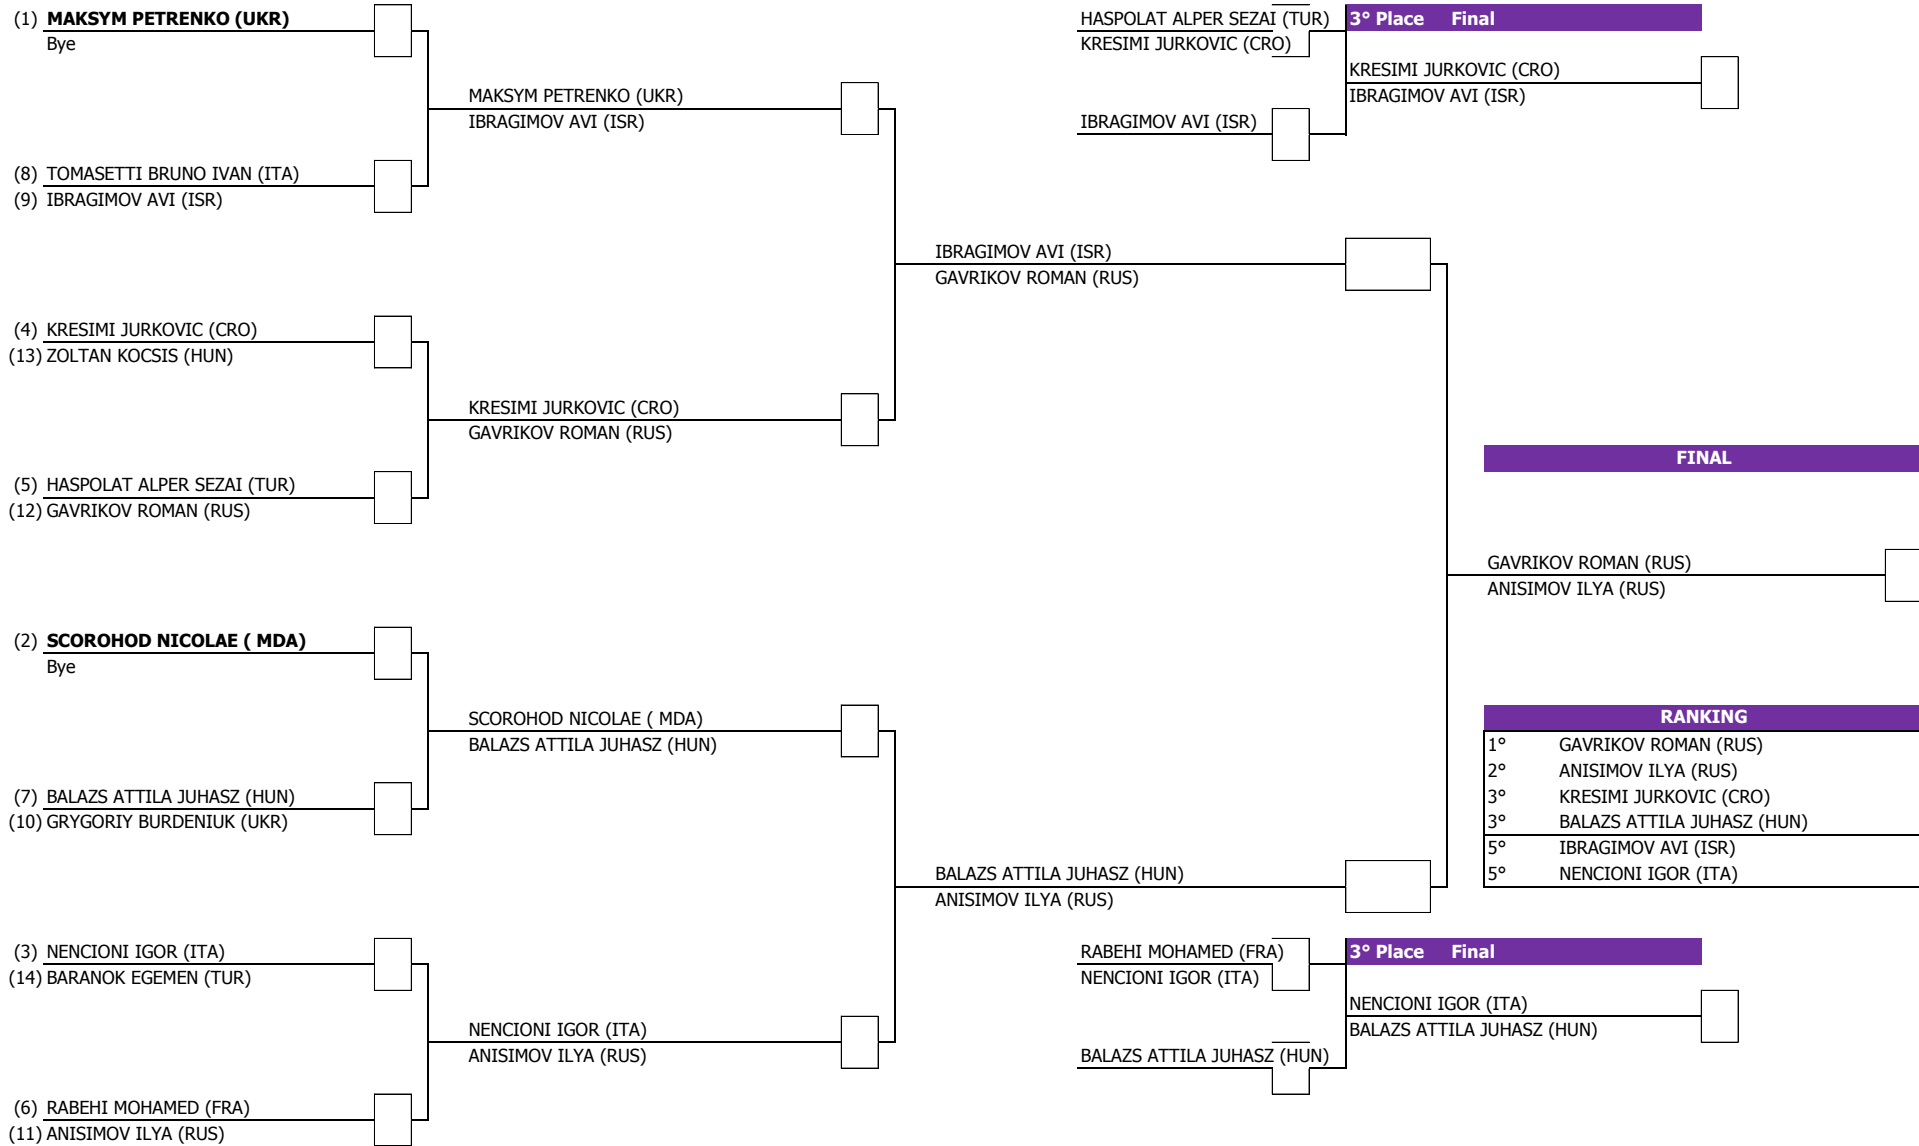 (1) MAKSYM PETRENKO (UKR)
Bye
MAKSYM PETRENKO (UKR)
IBRAGIMOV AVI (ISR)
(8) TOMASETTI BRUNO IVAN (ITA)
(9) IBRAGIMOV AVI (ISR)
IBRAGIMOV AVI (ISR)
GAVRIKOV ROMAN (RUS)
(4) KRESIMI JURKOVIC (CRO)
(13) ZOLTAN KOCSIS (HUN)
KRESIMI JURKOVIC (CRO)
GAVRIKOV ROMAN (RUS)
(5) HASPOLAT ALPER SEZAI (TUR)
(12) GAVRIKOV ROMAN (RUS)
HASPOLAT ALPER SEZAI (TUR)
KRESIMI JURKOVIC (CRO)
IBRAGIMOV AVI (ISR)
3° Place Final
KRESIMI JURKOVIC (CRO)
IBRAGIMOV AVI (ISR)
FINAL
GAVRIKOV ROMAN (RUS)
ANISIMOV ILYA (RUS)
(2) SCOROHOD NICOLAE ( MDA)
Bye
SCOROHOD NICOLAE ( MDA)
BALAZS ATTILA JUHASZ (HUN)
(7) BALAZS ATTILA JUHASZ (HUN)
(10) GRYGORIY BURDENIUK (UKR)
BALAZS ATTILA JUHASZ (HUN)
ANISIMOV ILYA (RUS)
(3) NENCIONI IGOR (ITA)
(14) BARANOK EGEMEN (TUR)
NENCIONI IGOR (ITA)
ANISIMOV ILYA (RUS)
(6) RABEHI MOHAMED (FRA)
(11) ANISIMOV ILYA (RUS)
RANKING
1° GAVRIKOV ROMAN (RUS)
2° ANISIMOV ILYA (RUS)
3° KRESIMI JURKOVIC (CRO)
3° BALAZS ATTILA JUHASZ (HUN)
5° IBRAGIMOV AVI (ISR)
5° NENCIONI IGOR (ITA)
RABEHI MOHAMED (FRA)
NENCIONI IGOR (ITA)
BALAZS ATTILA JUHASZ (HUN)
3° Place Final
NENCIONI IGOR (ITA)
BALAZS ATTILA JUHASZ (HUN)